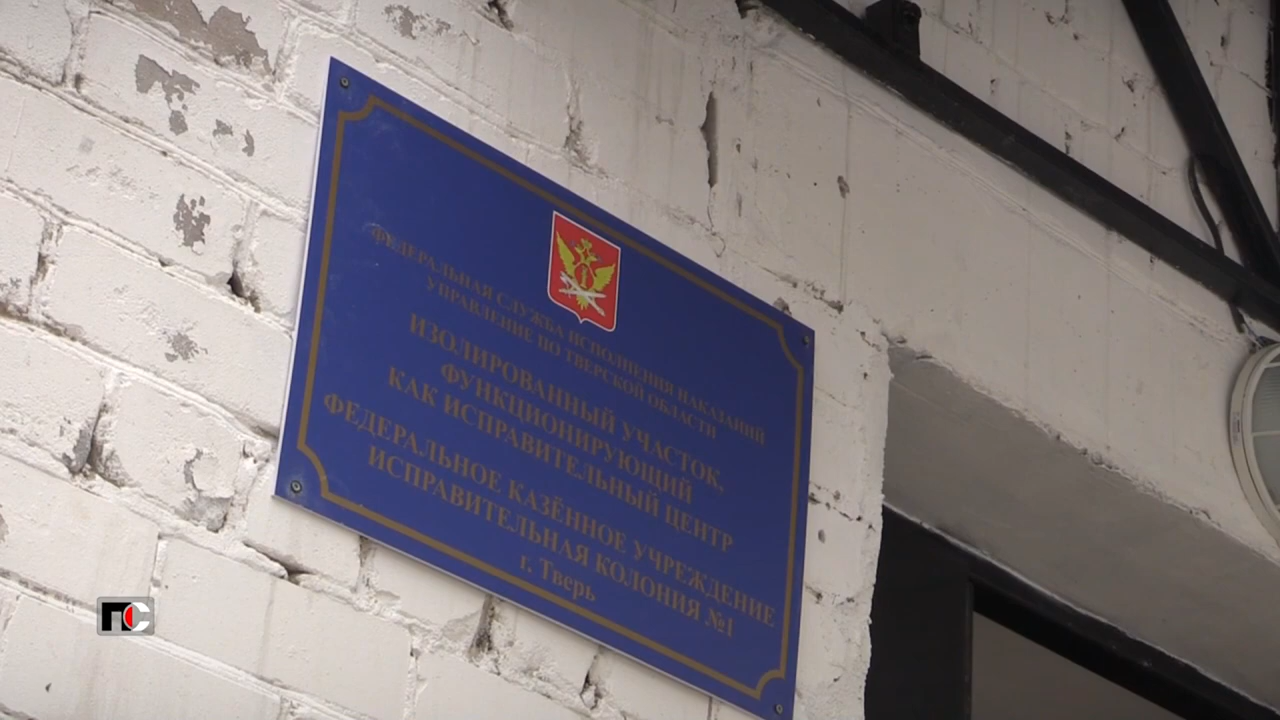 ФЕДЕРАЛЬНАЯ СЛУЖБА ИСПОЛНЕНИЯ НАКАЗАНИЙ
УПРАВЛЕНИЕ ПО ТВЕРСКОЙ ОБЛАСТИ
ИЗОЛИРОВАННЫЙ УЧАСТОК,
ФУНКЦИОНИРУЮЩИЙ
КАК ИСПРАВИТЕЛЬНЫЙ ЦЕНТР
ФЕДЕРАЛЬНОЕ КАЗЁННОЕ УЧРЕЖДЕНИЕ
ИСПРАВИТЕЛЬНАЯ КОЛОНИЯ №1
г. Тверь
ПС